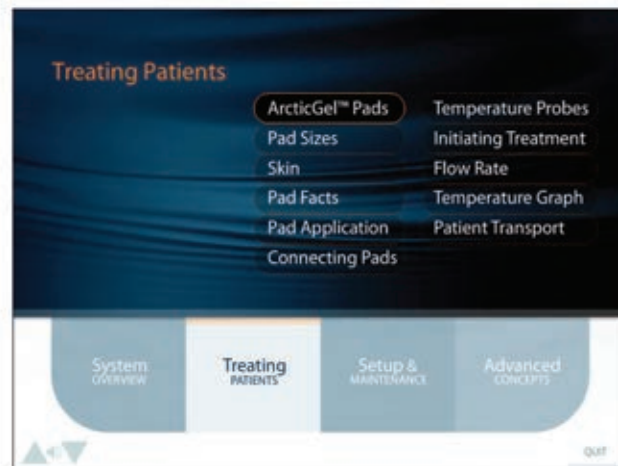 Treating Patients
ArcticGel™ Pads
Pad Sizes
Skin
Pad Facts
Pad Application
Connecting Pads
Temperature Probes
Initiating Treatment
Flow Rate
Temperature Graph
Patient Transport
System
OVERVIEW
Treating
PATIENTS
Setup &
MAINTENANCE
Advanced
CONCEPTS
QUIT